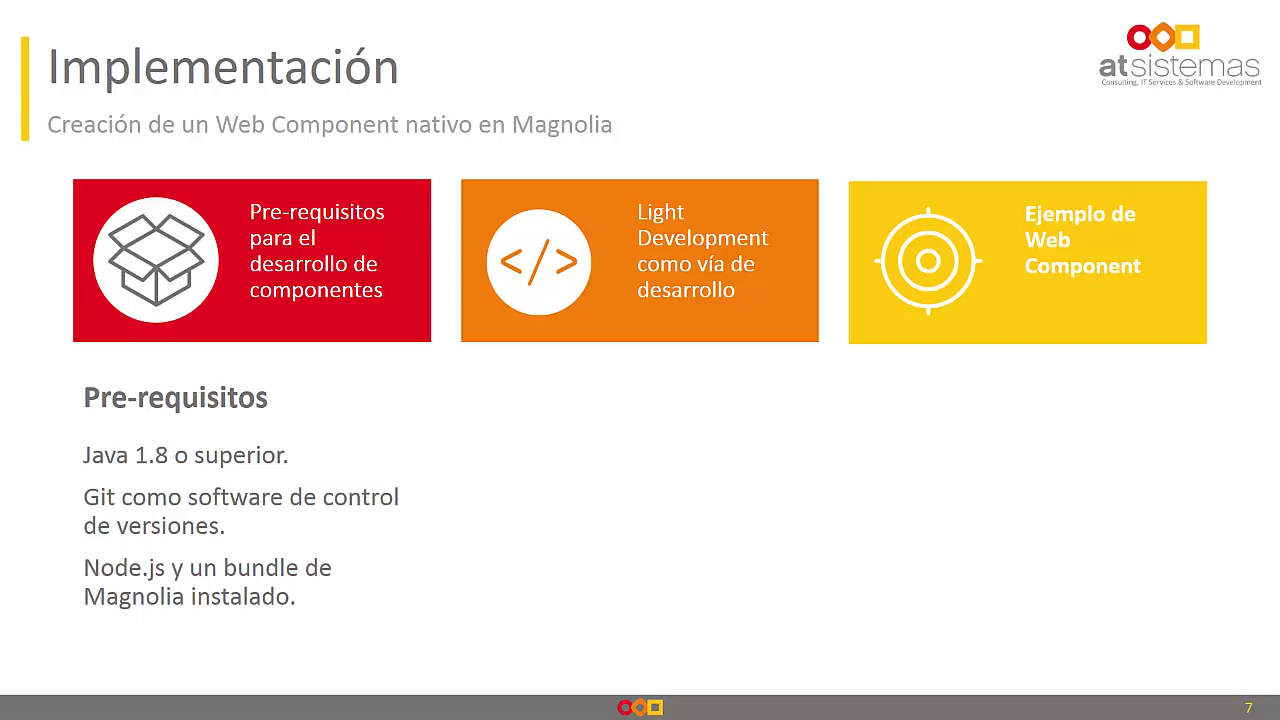 Implementación
Creación de un Web Component nativo en Magnolia
atsistemas
Consulting, IT Services & Software Development
Pre-requisitos
para el
desarrollo de
componentes
</>
Light
Development
como vía de
desarrollo
Ejemplo de
Web
Component
Pre-requisitos
Java 1.8 o superior.
Git como software de control
de versiones.
Node.js y un bundle de
Magnolia instalado.
7